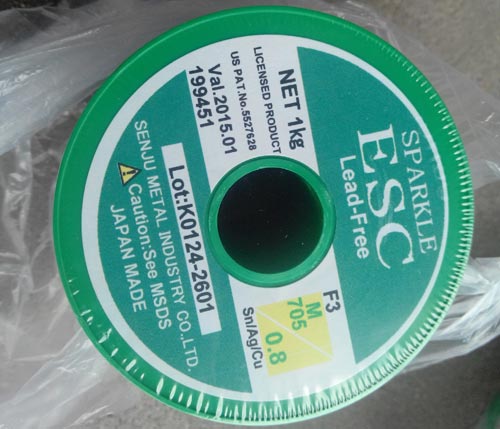 SPARKLE
ESC
Lead-Free
NET 1kg
LICENSED PRODUCT
US PAT.No.5527628
Val.2015.01
199451
F3
M
705
0.8
Sn/Ag/Cu
Lot:K0124-2601
SENJU METAL INDUSTRY CO.,LTD.
⚠Caution:See MSDS
JAPAN MADE